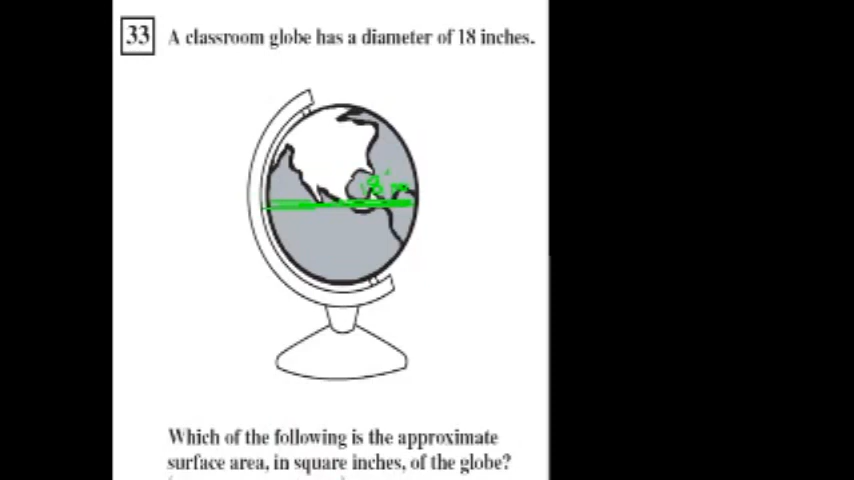 33 A classroom globe has a diameter of 18 inches.
18
Which of the following is the approximate
surface area, in square inches, of the globe?